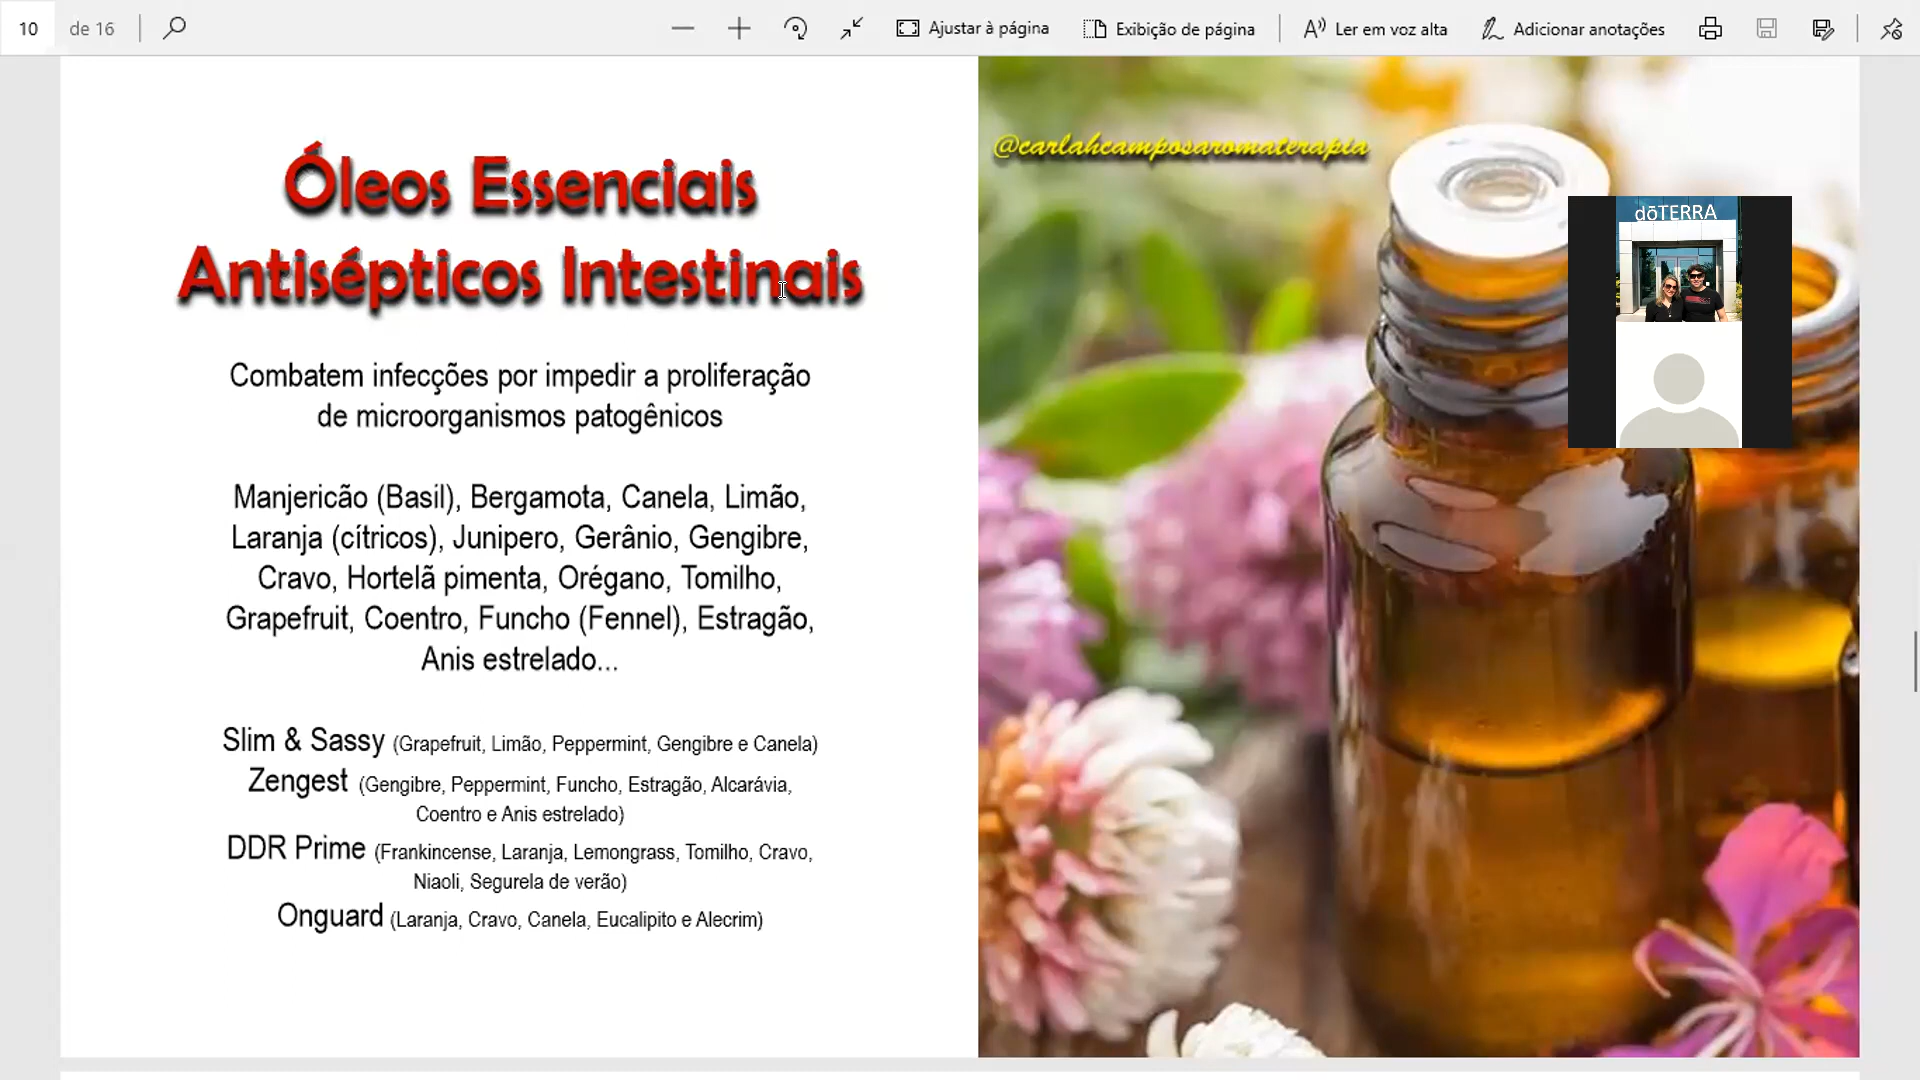 10 de 16 Ajustar à página Exibição de página Ler em voz alta Adicionar anotações
Óleos Essenciais
Antisépticos Intestinais
Combatem infecções por impedir a proliferação
de microorganismos patogênicos
Manjericão (Basil), Bergamota, Canela, Limão,
Laranja (cítricos), Junipero, Gerânio, Gengibre,
Cravo, Hortelã pimenta, Orégano, Tomilho,
Grapefruit, Coentro, Funcho (Fennel), Estragão,
Anis estrelado...
Slim & Sassy (Grapefruit, Limão, Peppermint, Gengibre e Canela)
Zengest (Gengibre, Peppermint, Funcho, Estragão, Alcarávia,
Coentro e Anis estrelado)
DDR Prime (Frankincense, Laranja, Lemongrass, Tomilho, Cravo,
Niaoli, Segurela de verão)
Onguard (Laranja, Cravo, Canela, Eucalipito e Alecrim)
@carlahcamposaromaterapia
dōTERRA